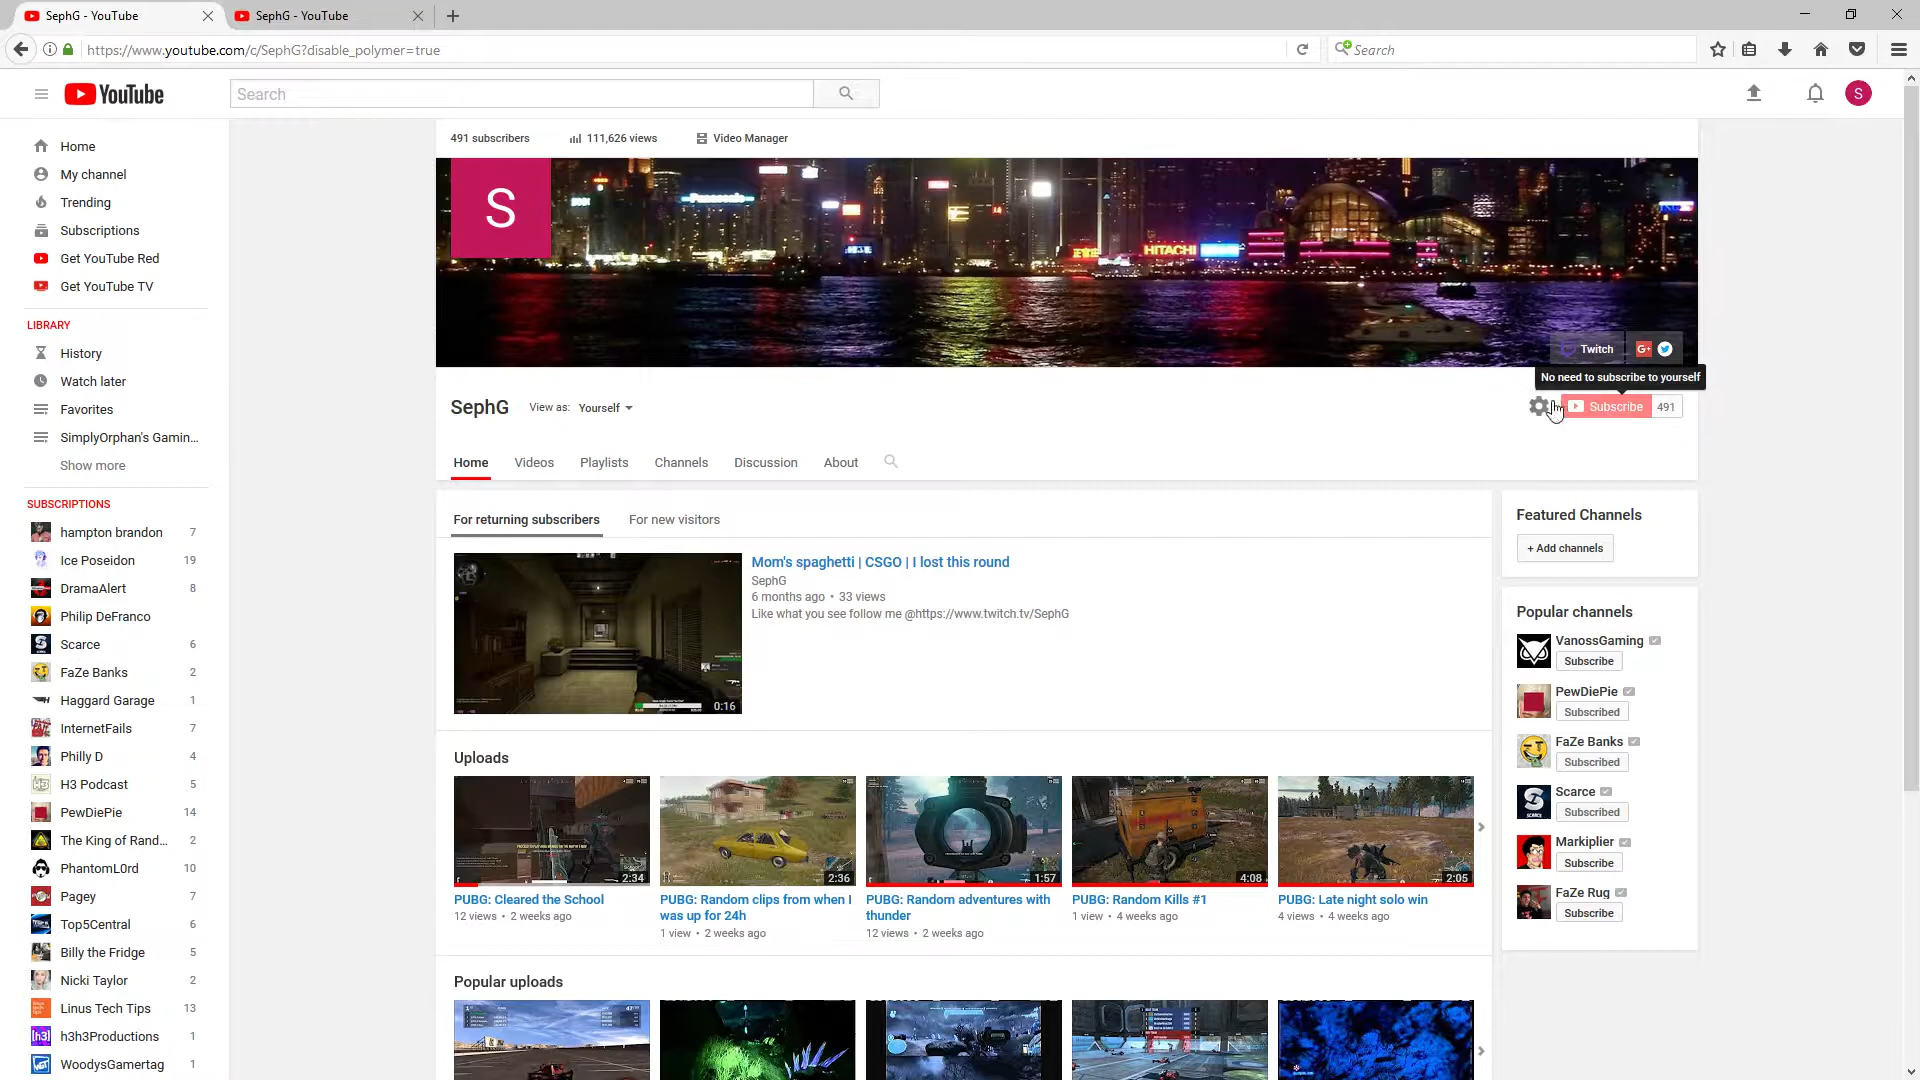 SephG - YouTube
SephG - YouTube
https://www.youtube.com/c/SephG?disable_polymer=true
Search
YouTube
Search
S
Home
My channel
Trending
Subscriptions
Get YouTube Red
Get YouTube TV
LIBRARY
History
Watch later
Favorites
SimplyOrphan's Gamin...
Show more
SUBSCRIPTIONS
hampton brandon 7
Ice Poseidon 19
DramaAlert 8
Philip DeFranco
Scarce 6
FaZe Banks 2
Haggard Garage 1
InternetFails 7
Philly D 4
H3 Podcast 5
PewDiePie 14
The King of Rand... 2
PhantomL0rd 10
Pagey 7
Top5Central 6
Billy the Fridge 5
Nicki Taylor 2
Linus Tech Tips 13
h3h3Productions 1
WoodysGamertag 1
491 subscribers
111,626 views
Video Manager
S
Panasonic
HITACHI
Twitch
G+
No need to subscribe to yourself
SephG
View as: Yourself
Subscribe 491
Home
Videos
Playlists
Channels
Discussion
About
For returning subscribers
For new visitors
0:16
Mom's spaghetti | CSGO | I lost this round
SephG
6 months ago • 33 views
Like what you see follow me @https://www.twitch.tv/SephG
Uploads
2:34
PUBG: Cleared the School
12 views • 2 weeks ago
2:36
PUBG: Random clips from when I
was up for 24h
1 view • 2 weeks ago
1:57
PUBG: Random adventures with
thunder
12 views • 2 weeks ago
4:08
PUBG: Random Kills #1
1 view • 4 weeks ago
2:05
PUBG: Late night solo win
4 views • 4 weeks ago
Popular uploads
Featured Channels
+ Add channels
Popular channels
VanossGaming
Subscribe
PewDiePie
Subscribed
FaZe Banks
Subscribed
Scarce
Subscribed
Markiplier
Subscribe
FaZe Rug
Subscribe